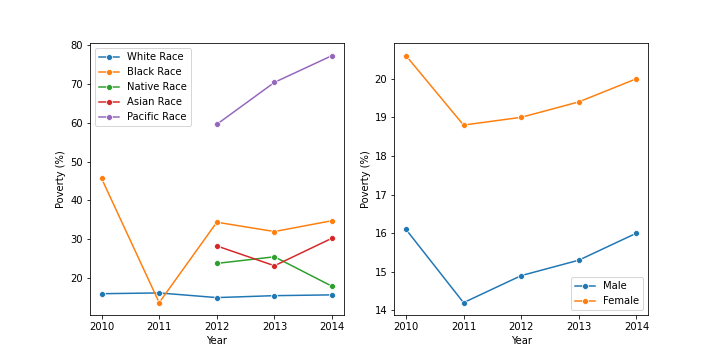 80
70
60
50
40
30
20
Poverty (%)
2010 2011 2012 2013 2014
Year
White Race
Black Race
Native Race
Asian Race
Pacific Race
20
19
18
17
16
15
14
Poverty (%)
2010 2011 2012 2013 2014
Year
Male
Female